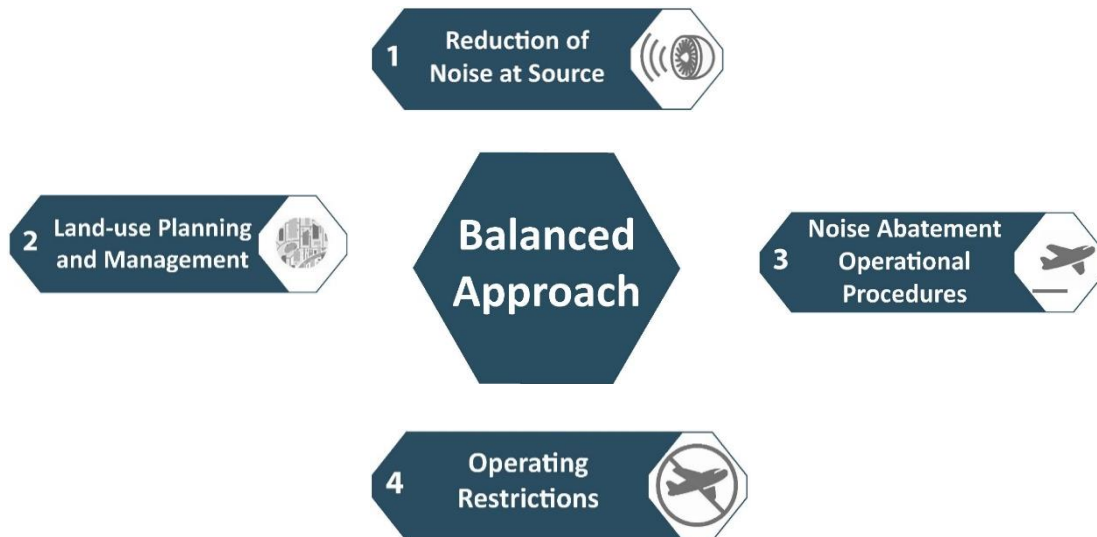 1
Reduction of
Noise at Source
2
Land-use Planning
and Management
Balanced
Approach
3
Noise Abatement
Operational
Procedures
4
Operating
Restrictions